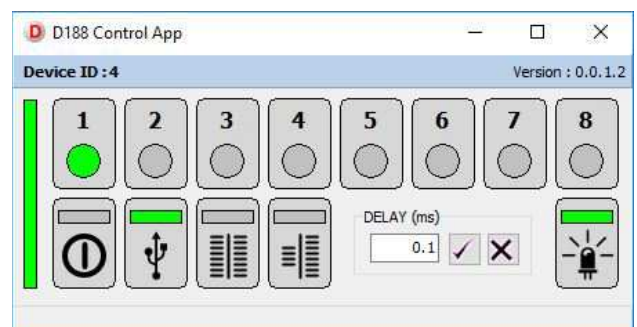 D D188 Control App
Device ID :4 Version : 0.0.1.2
1 2 3 4 5 6 7 8
DELAY (ms)
0.1